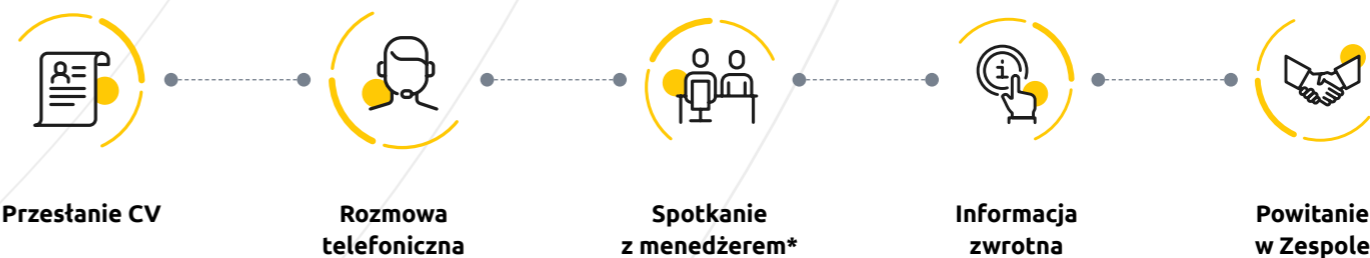 Przesłanie CV
Rozmowa
telefoniczna
Spotkanie
z menedżerem*
Informacja
zwrotna
Powitanie
w Zespole